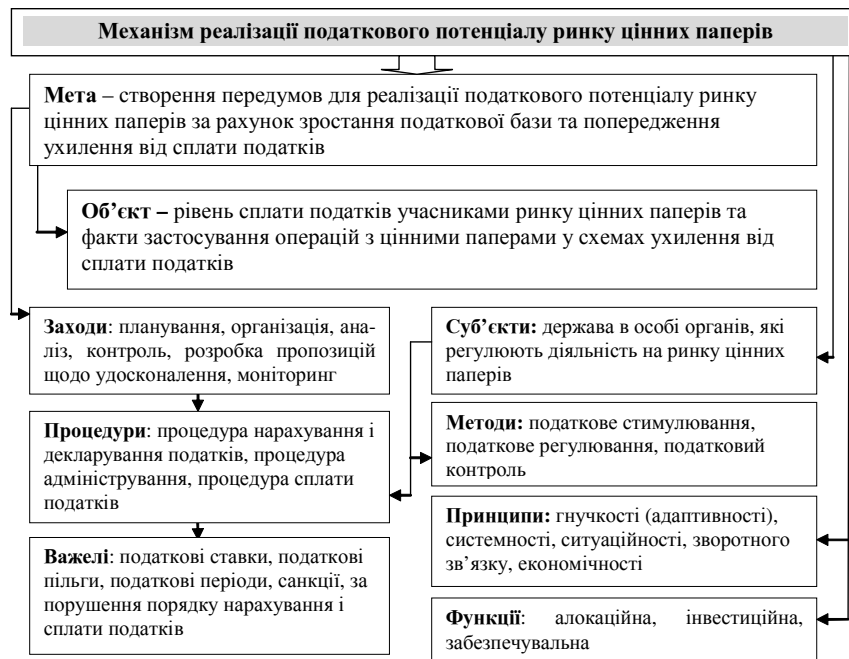 Механізм реалізації податкового потенціалу ринку цінних паперів
Мета – створення передумов для реалізації податкового потенціалу ринку
цінних паперів за рахунок зростання податкової бази та попередження
ухилення від сплати податків
Об’єкт – рівень сплати податків учасниками ринку цінних паперів та
факти застосування операцій з цінними паперами у схемах ухилення від
сплати податків
Заходи: планування, організація, ана-
ліз, контроль, розробка пропозицій
щодо удосконалення, моніторинг
Процедури: процедура нарахування і
декларування податків, процедура
адміністрування, процедура сплати
податків
Важелі: податкові ставки, податкові
пільги, податкові періоди, санкції, за
порушення порядку нарахування і
сплати податків
Суб’єкти: держава в особі органів, які
регулюють діяльність на ринку цінних
паперів
Методи: податкове стимулювання,
податкове регулювання, податковий
контроль
Принципи: гнучкості (адаптивності),
системності, ситуаційності, зворотного
зв’язку, економічності
Функції: алокаційна, інвестиційна,
забезпечувальна